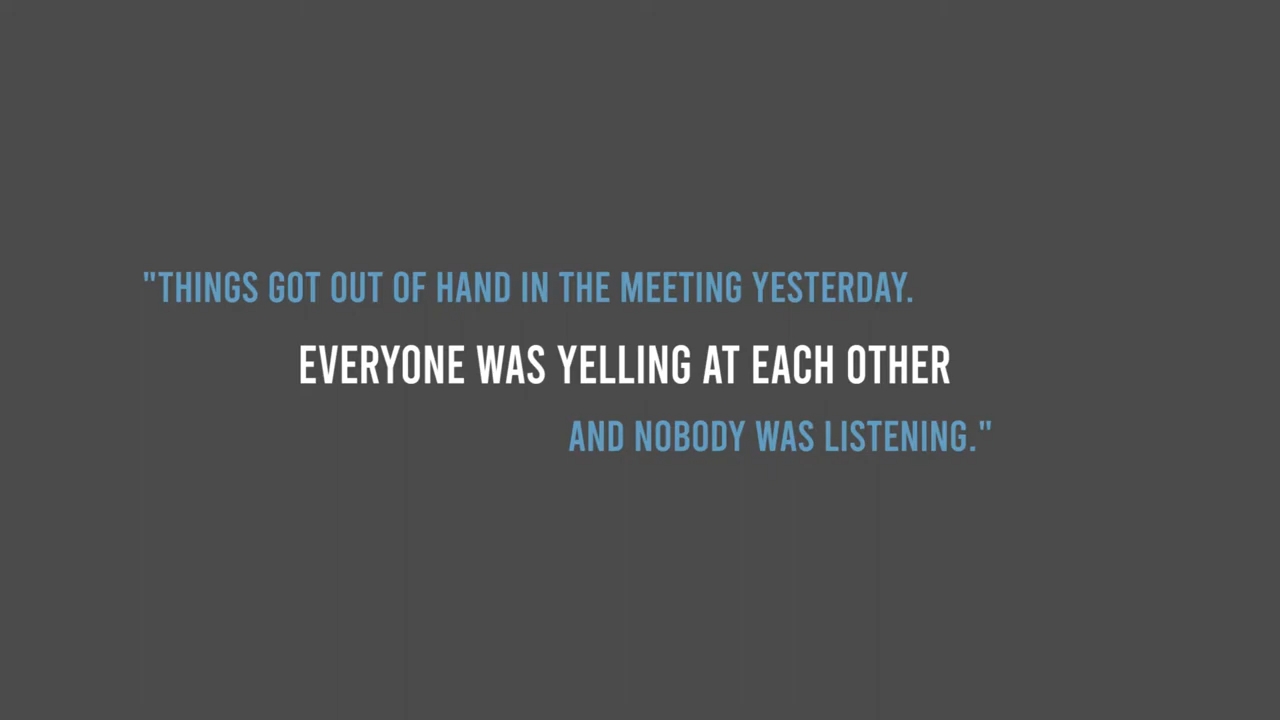 "THINGS GOT OUT OF HAND IN THE MEETING YESTERDAY.
EVERYONE WAS YELLING AT EACH OTHER
AND NOBODY WAS LISTENING."